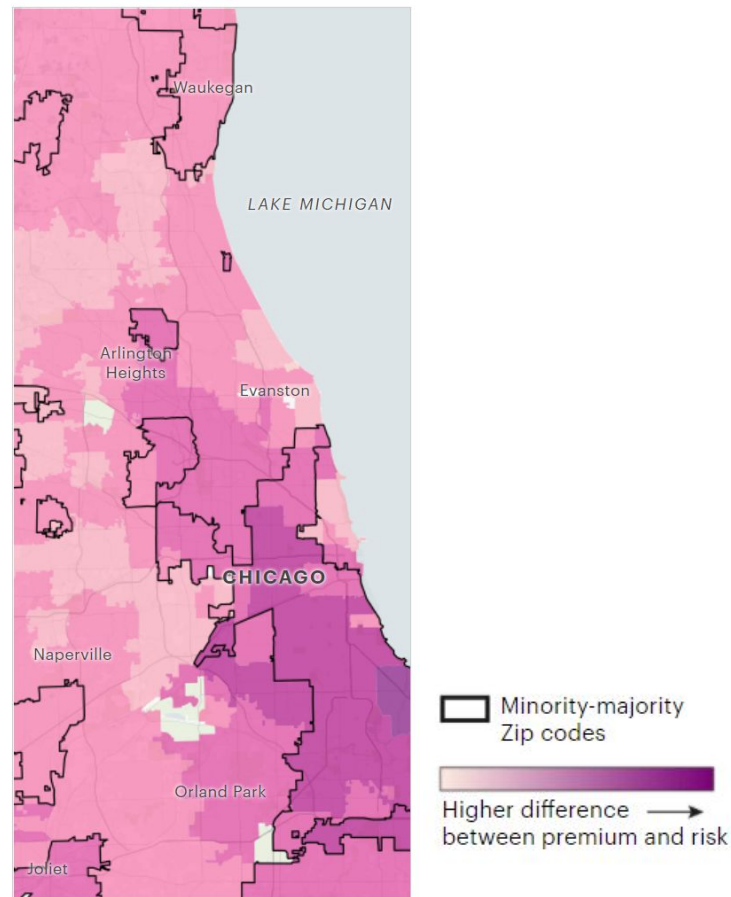 Waukegan
LAKE MICHIGAN
Arlington
Heights
Evanston
CHICAGO
Naperville
Orland Park
Joliet
Minority-majority
Zip codes
Higher difference
between premium and risk